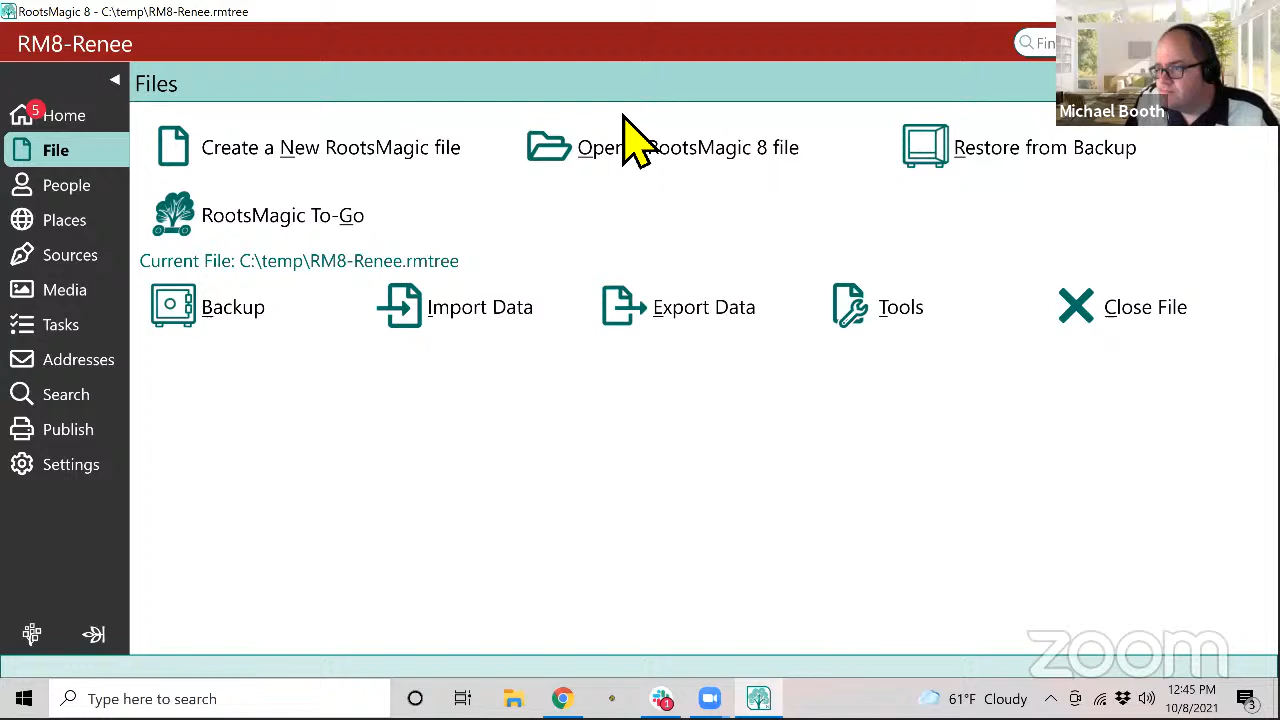 RootsMagic 8 - C:\temp\RM8-Renee.rmtree
RM8-Renee
Fin
Michael Booth
Files
5
Home
File
People
Places
Sources
Media
Tasks
Addresses
Search
Publish
Settings
Create a New RootsMagic file
Open RootsMagic 8 file
Restore from Backup
RootsMagic To-Go
Current File: C:\temp\RM8-Renee.rmtree
Backup
Import Data
Export Data
Tools
Close File
zoom
Type here to search
1
61°F Cloudy
12:45 PM
10/8/2021
3